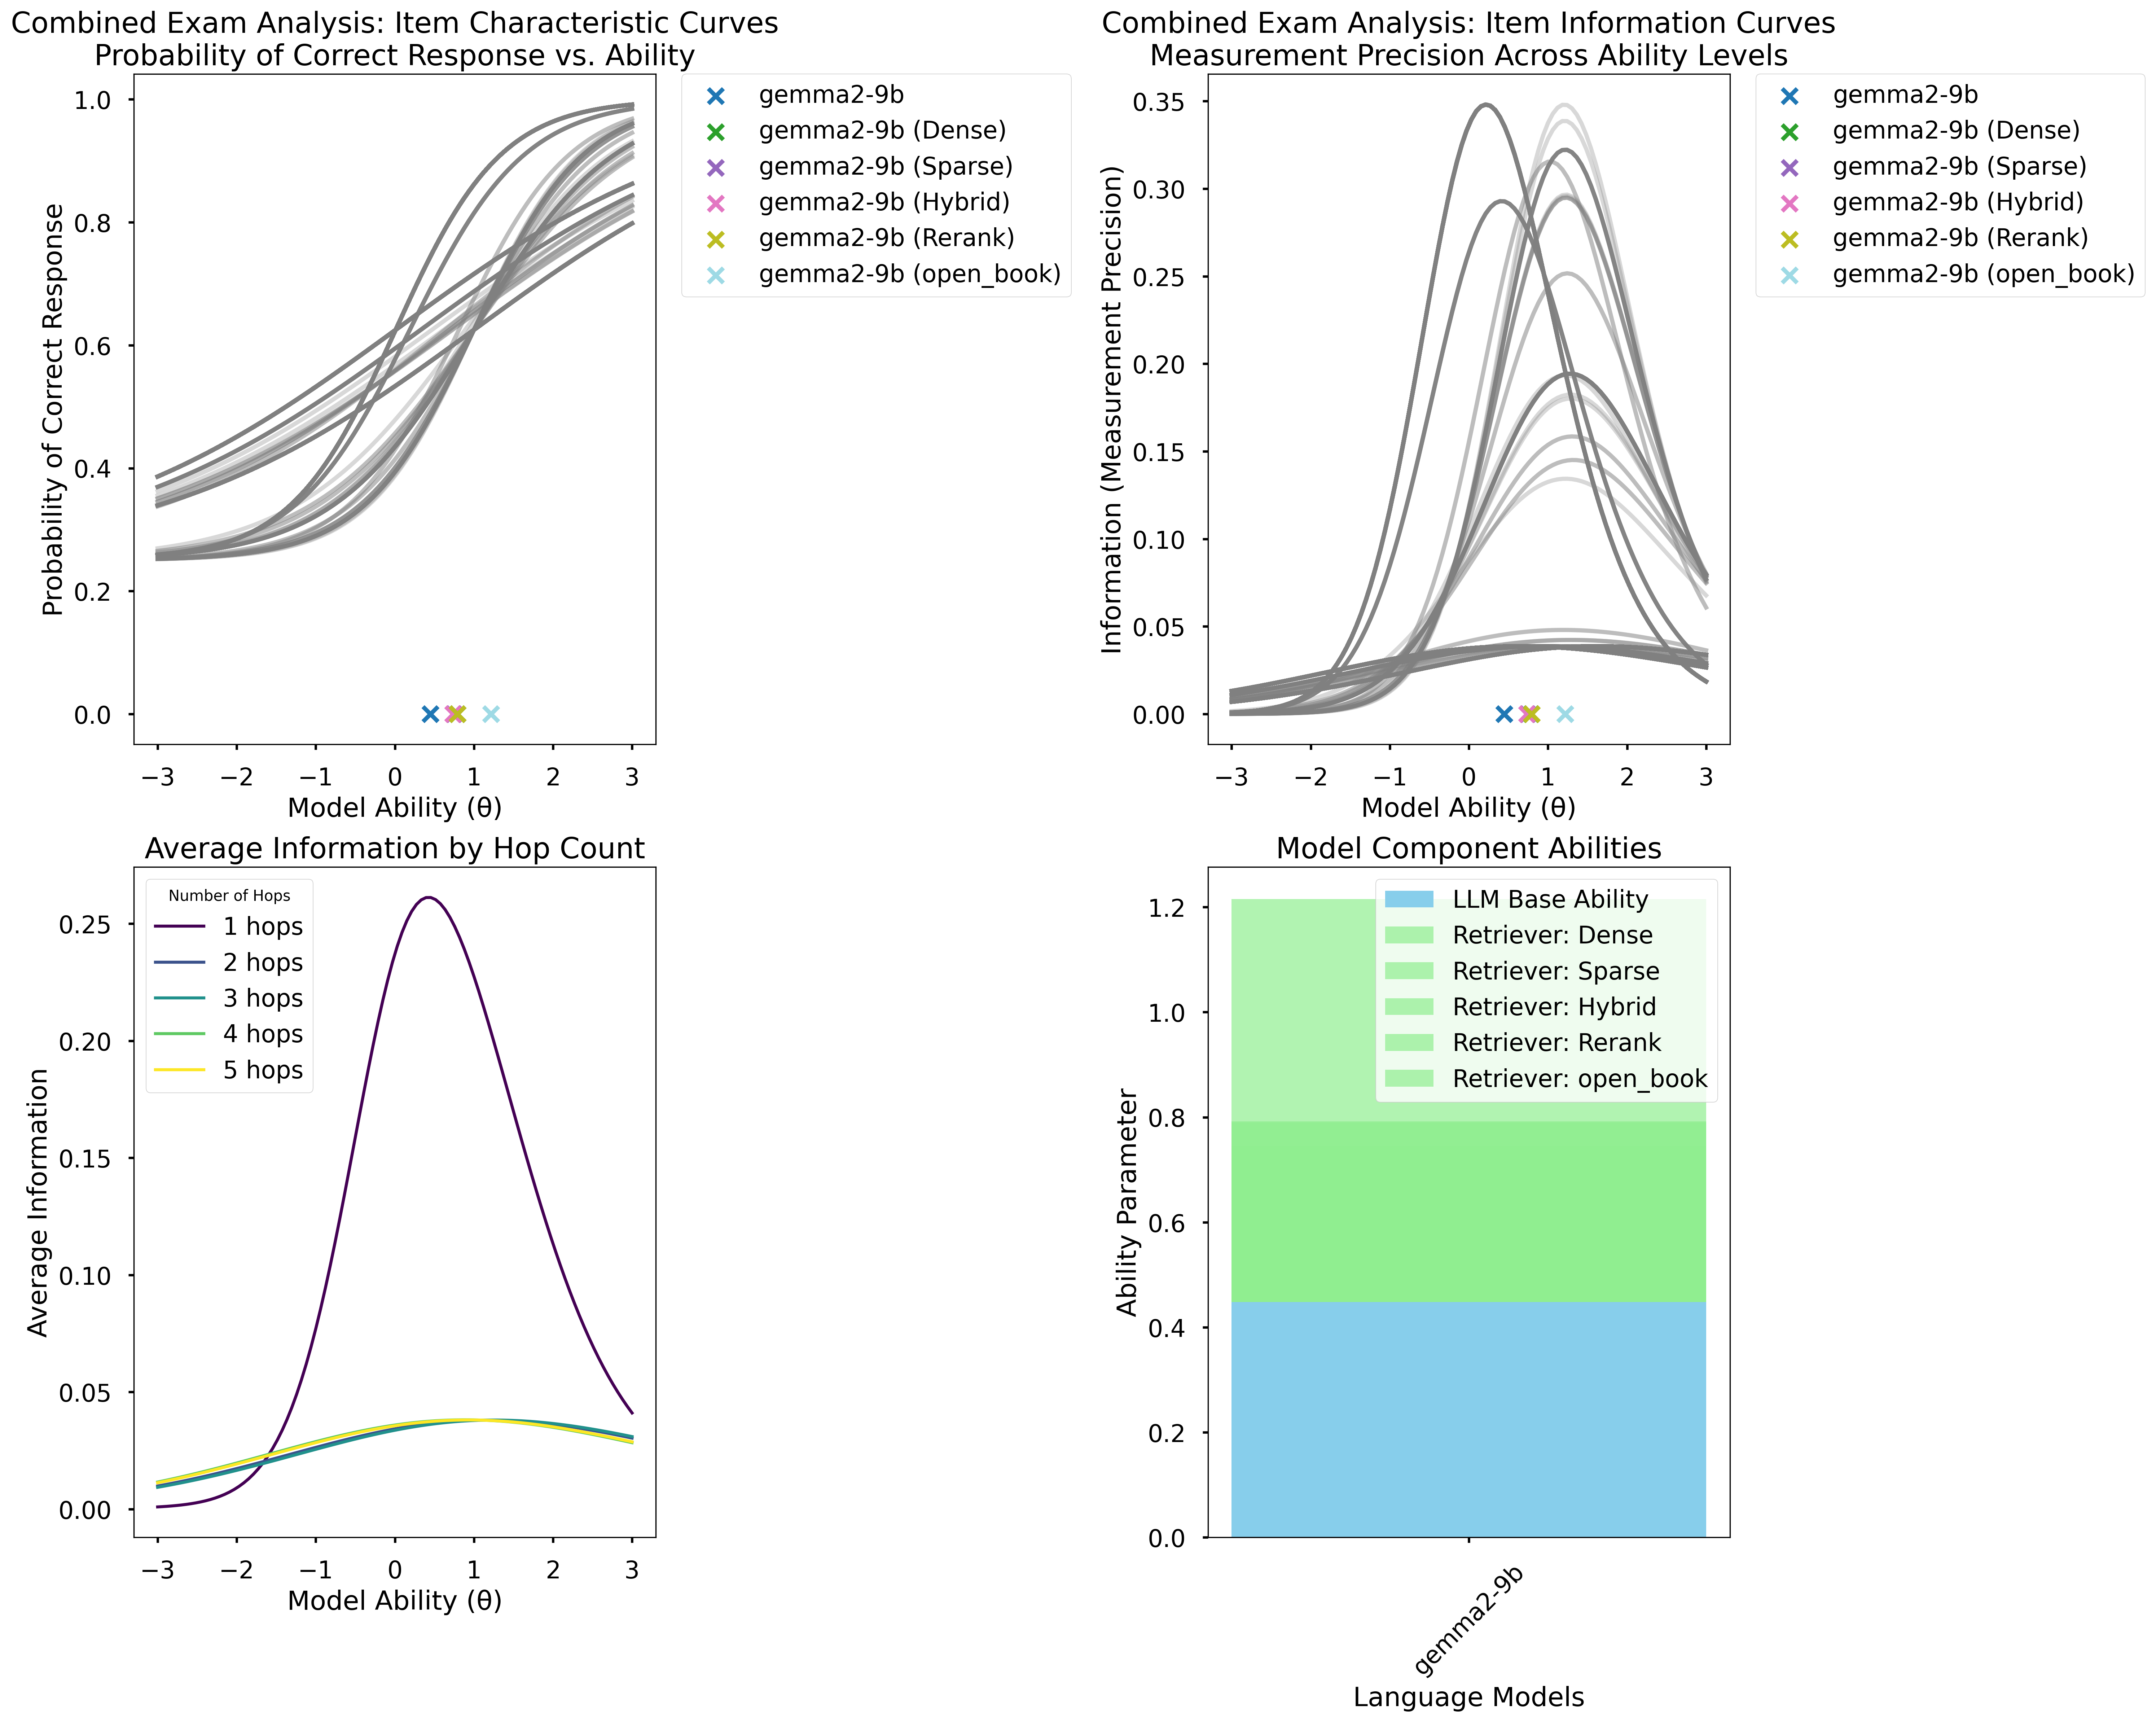 Combined Exam Analysis: Item Characteristic Curves
Probability of Correct Response vs. Ability
Probability of Correct Response
1.0
0.8
0.6
0.4
0.2
0.0
−3
−2
−1
0
1
2
3
Model Ability (θ)
gemma2-9b
gemma2-9b (Dense)
gemma2-9b (Sparse)
gemma2-9b (Hybrid)
gemma2-9b (Rerank)
gemma2-9b (open_book)
Combined Exam Analysis: Item Information Curves
Measurement Precision Across Ability Levels
Information (Measurement Precision)
0.35
0.30
0.25
0.20
0.15
0.10
0.05
0.00
−3
−2
−1
0
1
2
3
Model Ability (θ)
gemma2-9b
gemma2-9b (Dense)
gemma2-9b (Sparse)
gemma2-9b (Hybrid)
gemma2-9b (Rerank)
gemma2-9b (open_book)
Average Information by Hop Count
Average Information
0.25
0.20
0.15
0.10
0.05
0.00
Number of Hops
1 hops
2 hops
3 hops
4 hops
5 hops
−3
−2
−1
0
1
2
3
Model Ability (θ)
Model Component Abilities
Ability Parameter
1.2
1.0
0.8
0.6
0.4
0.2
0.0
LLM Base Ability
Retriever: Dense
Retriever: Sparse
Retriever: Hybrid
Retriever: Rerank
Retriever: open_book
gemma2-9b
Language Models